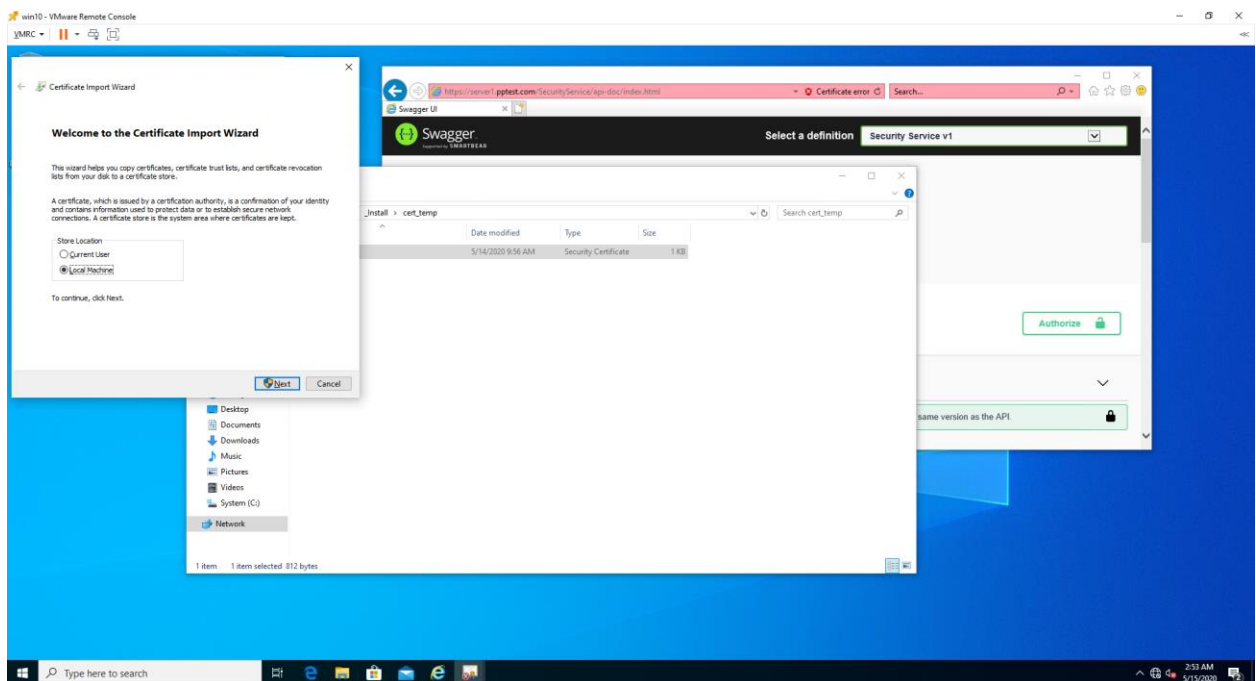 win10 - VMware Remote Console
VMRC
Certificate Import Wizard
Welcome to the Certificate Import Wizard
This wizard helps you copy certificates, certificate trust lists, and certificate revocation
lists from your disk to a certificate store.
A certificate, which is issued by a certification authority, is a confirmation of your identity
and contains information used to protect data or to establish secure network
connections. A certificate store is the system area where certificates are kept.
Store Location
Current User
Local Machine
To continue, click Next.
Next Cancel
https://server1.pptest.com/SecurityService/api-doc/index.html
Certificate error
Search...
Swagger UI
Swagger
Supported by SMARTBEAR
Select a definition
Security Service v1
_Install > cert_temp
Search cert_temp
Date modified Type Size
5/14/2020 9:56 AM Security Certificate 1 KB
Authorize
same version as the API.
Desktop
Documents
Downloads
Music
Pictures
Videos
System (C:)
Network
1 item 1 item selected 812 bytes
Type here to search
2:53 AM
5/15/2020